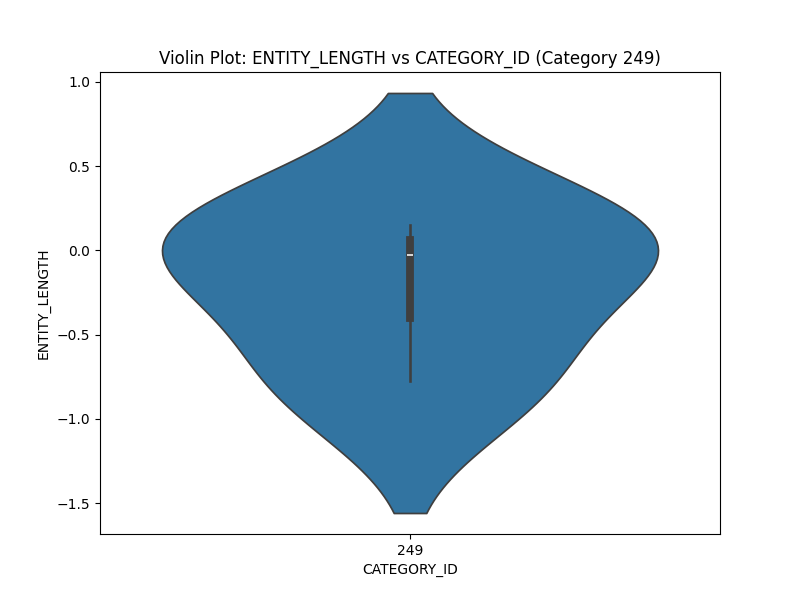 Violin Plot: ENTITY_LENGTH vs CATEGORY_ID (Category 249)
1.0
0.5
0.0
−0.5
−1.0
−1.5
ENTITY_LENGTH
249
CATEGORY_ID